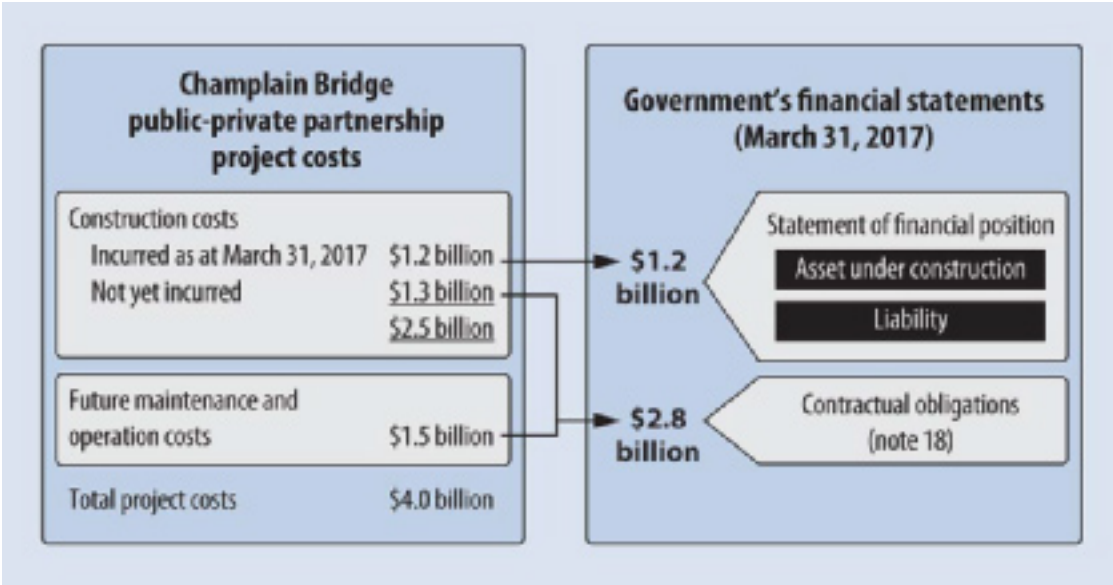 Champlain Bridge
public-private partnership
project costs
Construction costs
Incurred as at March 31, 2017 $1.2 billion
Not yet incurred $1.3 billion
$2.5 billion
Future maintenance and
operation costs $1.5 billion
Total project costs $4.0 billion
Government's financial statements
(March 31, 2017)
$1.2
billion
Statement of financial position
Asset under construction
Liability
$2.8
billion
Contractual obligations
(note 18)